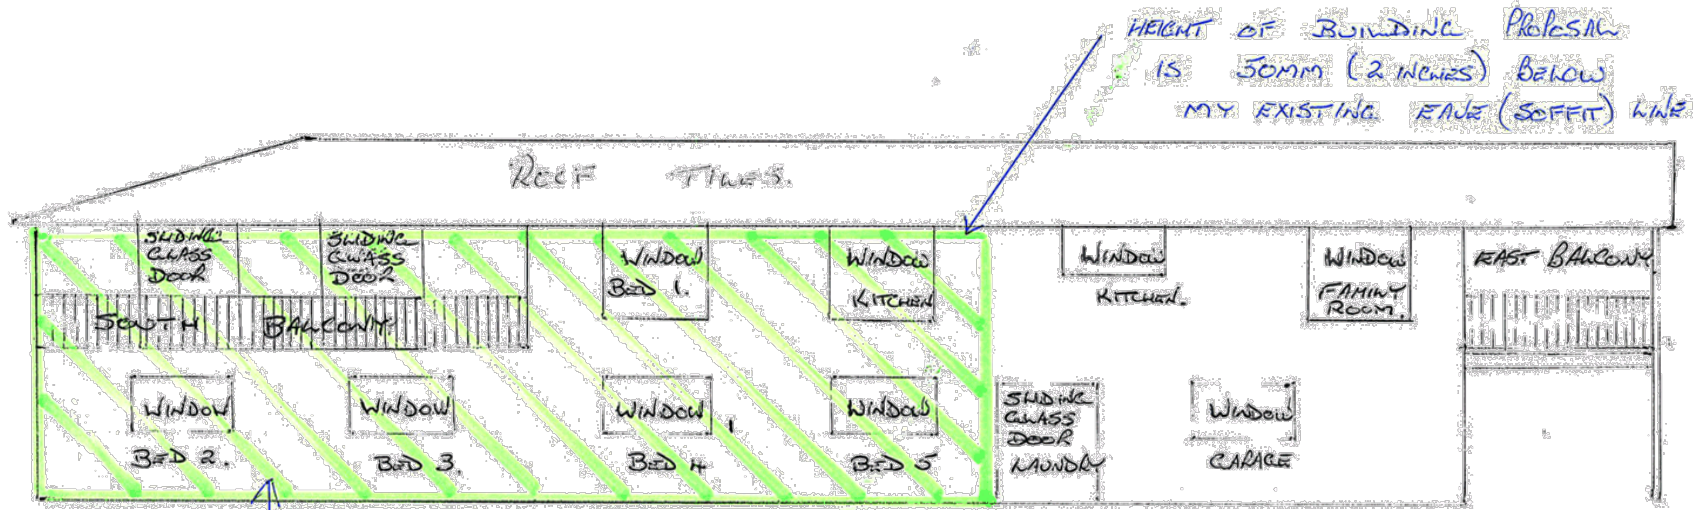 HEIGHT OF BUILDING PROPOSAL
IS 50MM (2 INCHES) BELOW
MY EXISTING EAVE (SOFFIT) LINE
ROOF TILES.
SLIDING
GLASS
DOOR
SLIDING
GLASS
DOOR
WINDOW
BED 1.
WINDOW
KITCHEN
WINDOW
KITCHEN.
WINDOW
FAMILY
ROOM.
EAST BALCONY
SOUTH BALCONY.
WINDOW
BED 2.
WINDOW
BED 3.
WINDOW
BED 4
WINDOW
BED 5
SLIDING
GLASS
DOOR
LAUNDRY
WINDOW
GARAGE